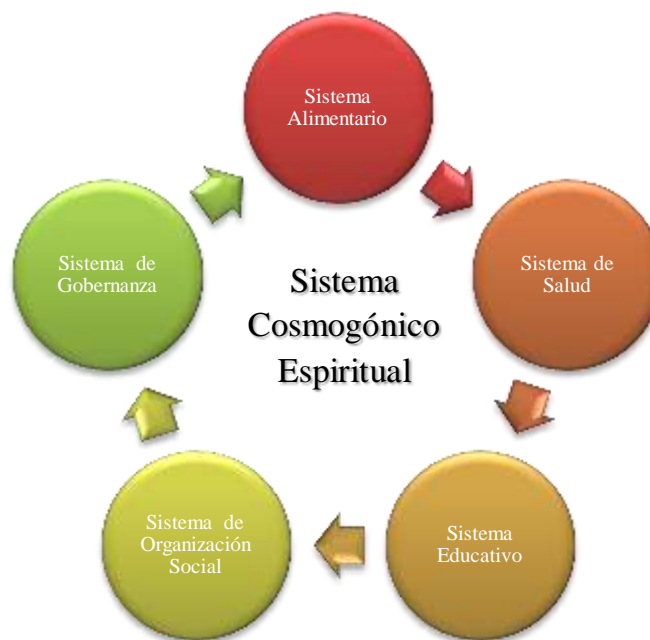 Sistema
Alimentario
Sistema de
Gobernanza
Sistema de
Salud
Sistema
Cosmogónico
Espiritual
Sistema de
Organización
Social
Sistema
Educativo